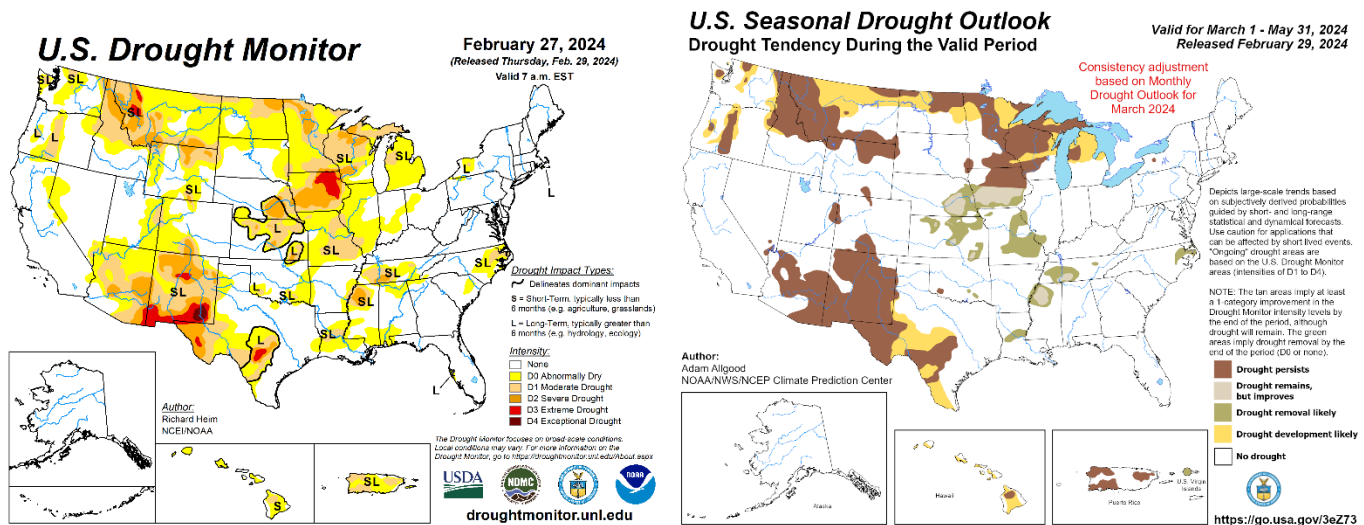 U.S. Drought Monitor
February 27, 2024
(Released Thursday, Feb. 29, 2024)
Valid 7 a.m. EST
SL
SL
SL
L
L
SL
SL
SL
L
L
L
L
SL
SL
SL
SL
SL
SL
SL
SL
L
L
Drought Impact Types:
Delineates dominant impacts
S = Short-Term, typically less than
6 months (e.g. agriculture, grasslands)
L = Long-Term, typically greater than
6 months (e.g. hydrology, ecology)
Intensity:
None
D0 Abnormally Dry
D1 Moderate Drought
D2 Severe Drought
D3 Extreme Drought
D4 Exceptional Drought
Author:
Richard Heim
NCEI/NOAA
S
SL
The Drought Monitor focuses on broad-scale conditions.
Local conditions may vary. For more information on the
Drought Monitor, go to https://droughtmonitor.unl.edu/About.aspx
USDA
NDMC
NOAA
droughtmonitor.unl.edu
U.S. Seasonal Drought Outlook
Drought Tendency During the Valid Period
Valid for March 1 - May 31, 2024
Released February 29, 2024
Consistency adjustment
based on Monthly
Drought Outlook for
March 2024
Depicts large-scale trends based
on subjectively derived probabilities
guided by short- and long-range
statistical and dynamical forecasts.
Use caution for applications that
can be affected by short lived events.
"Ongoing" drought areas are
based on the U.S. Drought Monitor
areas (intensities of D1 to D4).
NOTE: The tan areas imply at least
a 1-category improvement in the
Drought Monitor intensity levels by
the end of the period, although
drought will remain. The green
areas imply drought removal by the
end of the period (D0 or none).
Author:
Adam Allgood
NOAA/NWS/NCEP Climate Prediction Center
Drought persists
Drought remains,
but improves
Drought removal likely
Drought development likely
No drought
Alaska
Hawaii
Puerto Rico
U.S. Virgin
Islands
https://go.usa.gov/3eZ73